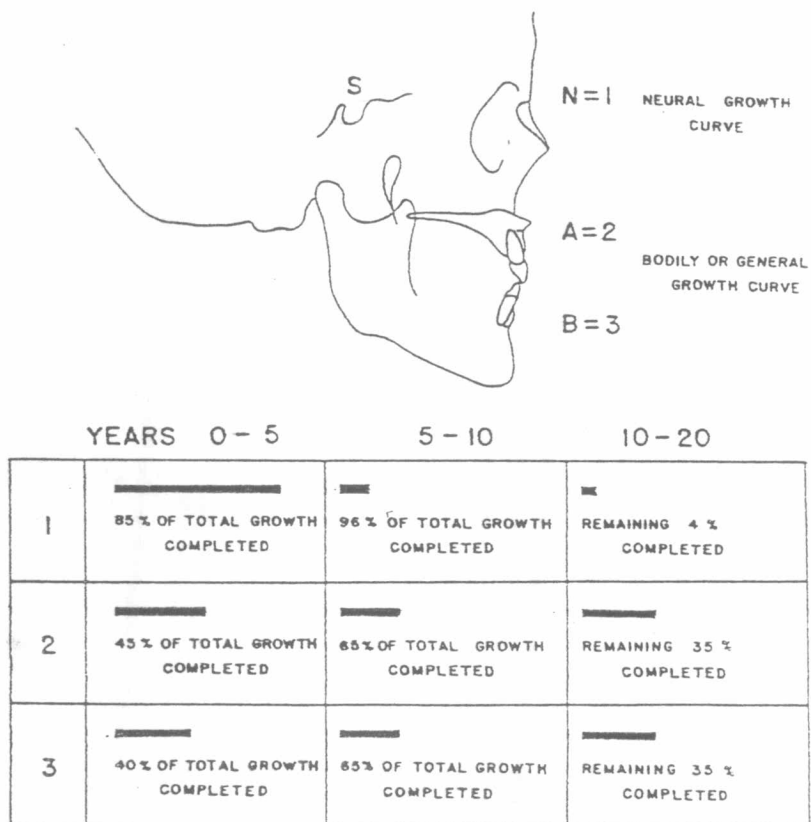 S
N=1 NEURAL GROWTH
CURVE
A=2
BODILY OR GENERAL
GROWTH CURVE
B=3
YEARS 0-5 5-10 10-20
1
85% OF TOTAL GROWTH
COMPLETED
96% OF TOTAL GROWTH
COMPLETED
REMAINING 4%
COMPLETED
2
45% OF TOTAL GROWTH
COMPLETED
65% OF TOTAL GROWTH
COMPLETED
REMAINING 35%
COMPLETED
3
40% OF TOTAL GROWTH
COMPLETED
65% OF TOTAL GROWTH
COMPLETED
REMAINING 35%
COMPLETED